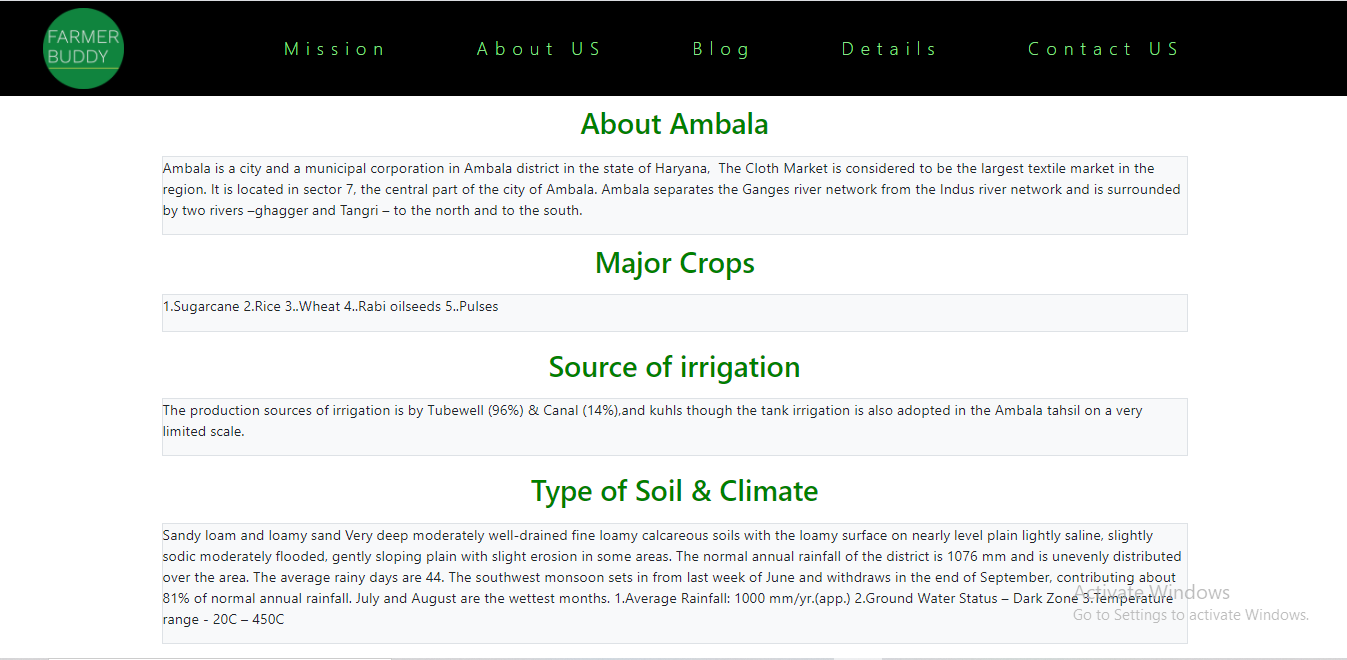 FARMER
BUDDY
Mission About US Blog Details Contact US
About Ambala
Ambala is a city and a municipal corporation in Ambala district in the state of Haryana,  The Cloth Market is considered to be the largest textile market in the
region. It is located in sector 7, the central part of the city of Ambala. Ambala separates the Ganges river network from the Indus river network and is surrounded
by two rivers –ghagger and Tangri – to the north and to the south.
Major Crops
1.Sugarcane 2.Rice 3..Wheat 4..Rabi oilseeds 5..Pulses
Source of irrigation
The production sources of irrigation is by Tubewell (96%) & Canal (14%),and kuhls though the tank irrigation is also adopted in the Ambala tahsil on a very
limited scale.
Type of Soil & Climate
Sandy loam and loamy sand Very deep moderately well-drained fine loamy calcareous soils with the loamy surface on nearly level plain lightly saline, slightly
sodic moderately flooded, gently sloping plain with slight erosion in some areas. The normal annual rainfall of the district is 1076 mm and is unevenly distributed
over the area. The average rainy days are 44. The southwest monsoon sets in from last week of June and withdraws in the end of September, contributing about
81% of normal annual rainfall. July and August are the wettest months. 1.Average Rainfall: 1000 mm/yr.(app.) 2.Ground Water Status – Dark Zone 3.Temperature
range - 20C – 450C
Activate Windows
Go to Settings to activate Windows.